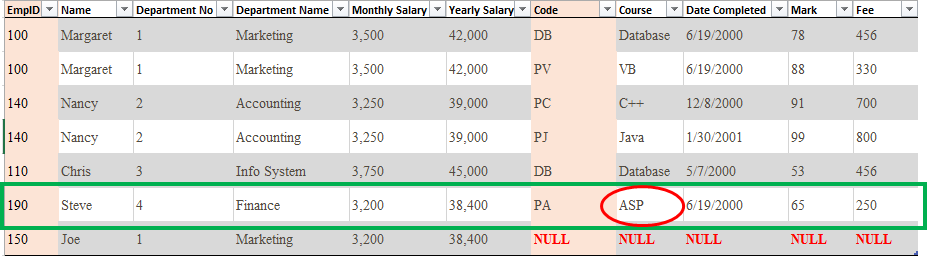 EmpID Name Department No Department Name Monthly Salary Yearly Salary Code Course Date Completed Mark Fee
100 Margaret 1 Marketing 3,500 42,000 DB Database 6/19/2000 78 456
100 Margaret 1 Marketing 3,500 42,000 PV VB 6/19/2000 88 330
140 Nancy 2 Accounting 3,250 39,000 PC C++ 12/8/2000 91 700
140 Nancy 2 Accounting 3,250 39,000 PJ Java 1/30/2001 99 800
110 Chris 3 Info System 3,750 45,000 DB Database 5/7/2000 53 456
190 Steve 4 Finance 3,200 38,400 PA ASP 6/19/2000 65 250
150 Joe 1 Marketing 3,200 38,400 NULL NULL NULL NULL NULL